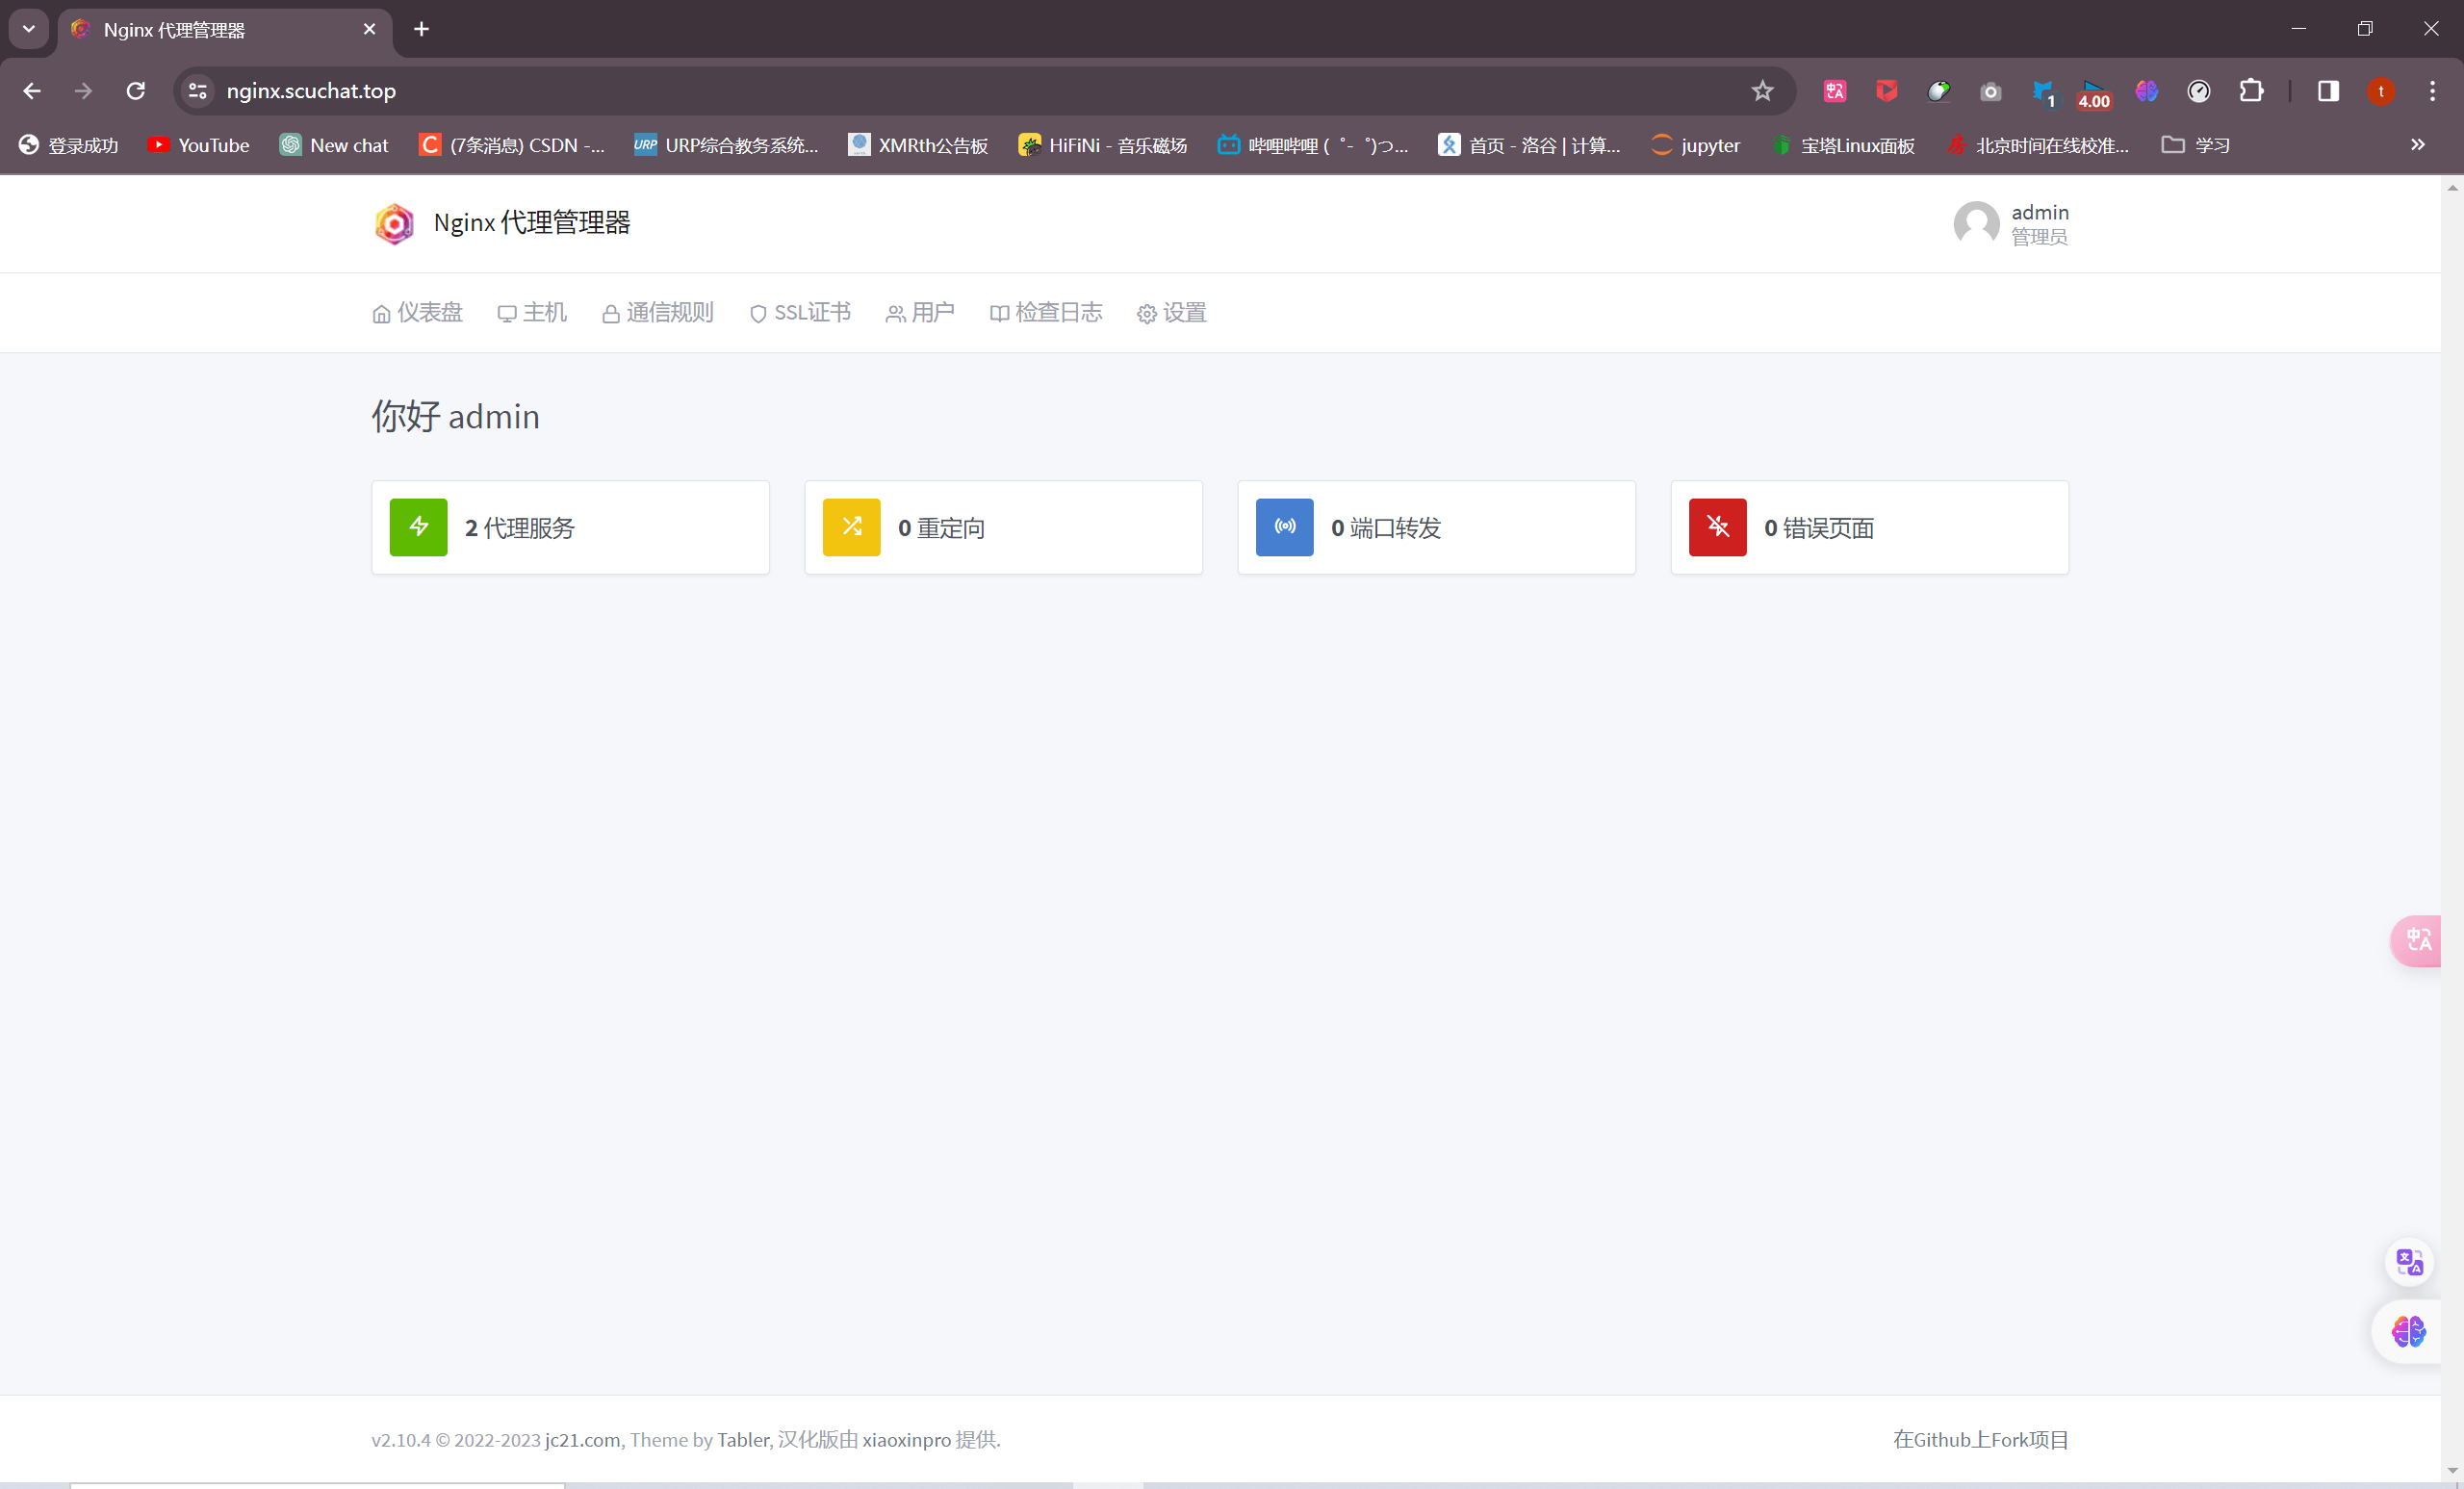 Nginx 代理管理器
nginx.scuchat.top
1
4.00
t
登录成功
YouTube
New chat
C (7条消息) CSDN -...
URP URP综合教务系统...
XMRth公告板
HiFiNi - 音乐磁场
哔哩哔哩 ( ゜- ゜)つ...
首页 - 洛谷 | 计算...
jupyter
宝塔Linux面板
北京时间在线校准...
学习
Nginx 代理管理器
admin
管理员
仪表盘
主机
通信规则
SSL证书
用户
检查日志
设置
你好 admin
2 代理服务
0 重定向
0 端口转发
0 错误页面
v2.10.4 © 2022-2023 jc21.com, Theme by Tabler, 汉化版由 xiaoxinpro 提供.
在Github上Fork项目